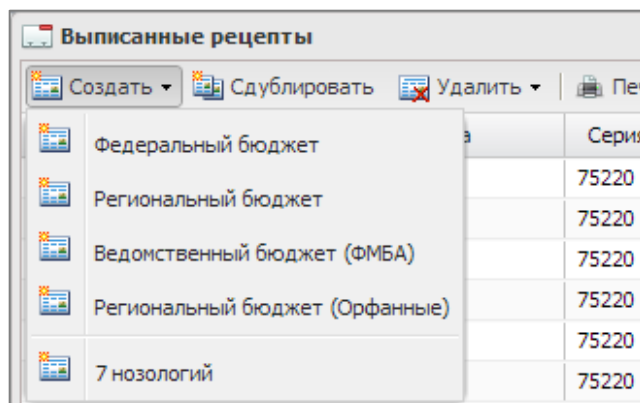 Выписанные рецепты
Создать Сдублировать Удалить
Серия
Федеральный бюджет
75220
Региональный бюджет
75220
Ведомственный бюджет (ФМБА)
75220
Региональный бюджет (Орфанные)
75220
75220
7 нозологий
75220